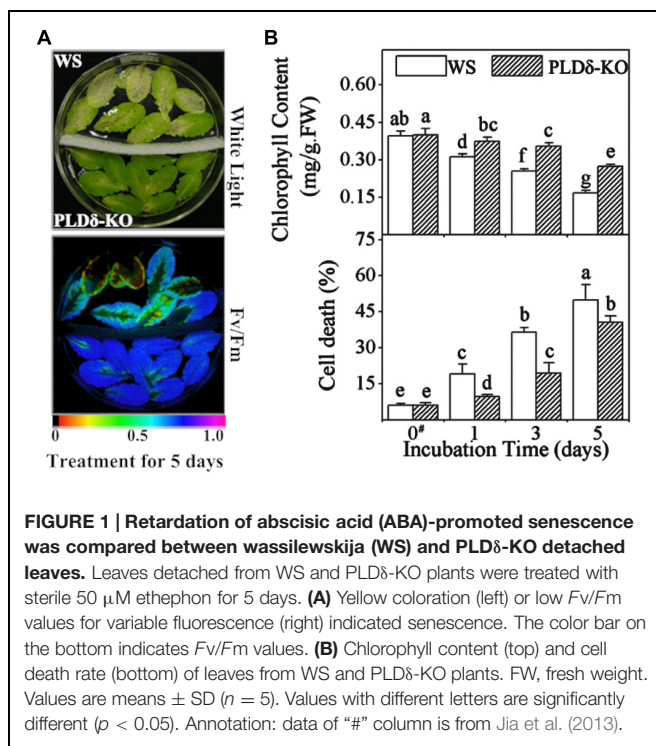 A
WS
PLDδ-KO
White Light
Fv/Fm
0 0.5 1.0
Treatment for 5 days
B
WS PLDδ-KO
Chlorophyll Content
(mg/g.FW)
0.60
0.45
0.30
0.15
ab a d bc f c g e
Cell death (%)
75
60
45
30
15
e e c d b c a b
0# 1 3 5
Incubation Time (days)
FIGURE 1 | Retardation of abscisic acid (ABA)-promoted senescence
was compared between wassilewskija (WS) and PLDδ-KO detached
leaves. Leaves detached from WS and PLDδ-KO plants were treated with
sterile 50 μM ethephon for 5 days. (A) Yellow coloration (left) or low Fv/Fm
values for variable fluorescence (right) indicated senescence. The color bar on
the bottom indicates Fv/Fm values. (B) Chlorophyll content (top) and cell
death rate (bottom) of leaves from WS and PLDδ-KO plants. FW, fresh weight.
Values are means ± SD (n = 5). Values with different letters are significantly
different (p < 0.05). Annotation: data of “#” column is from Jia et al. (2013).